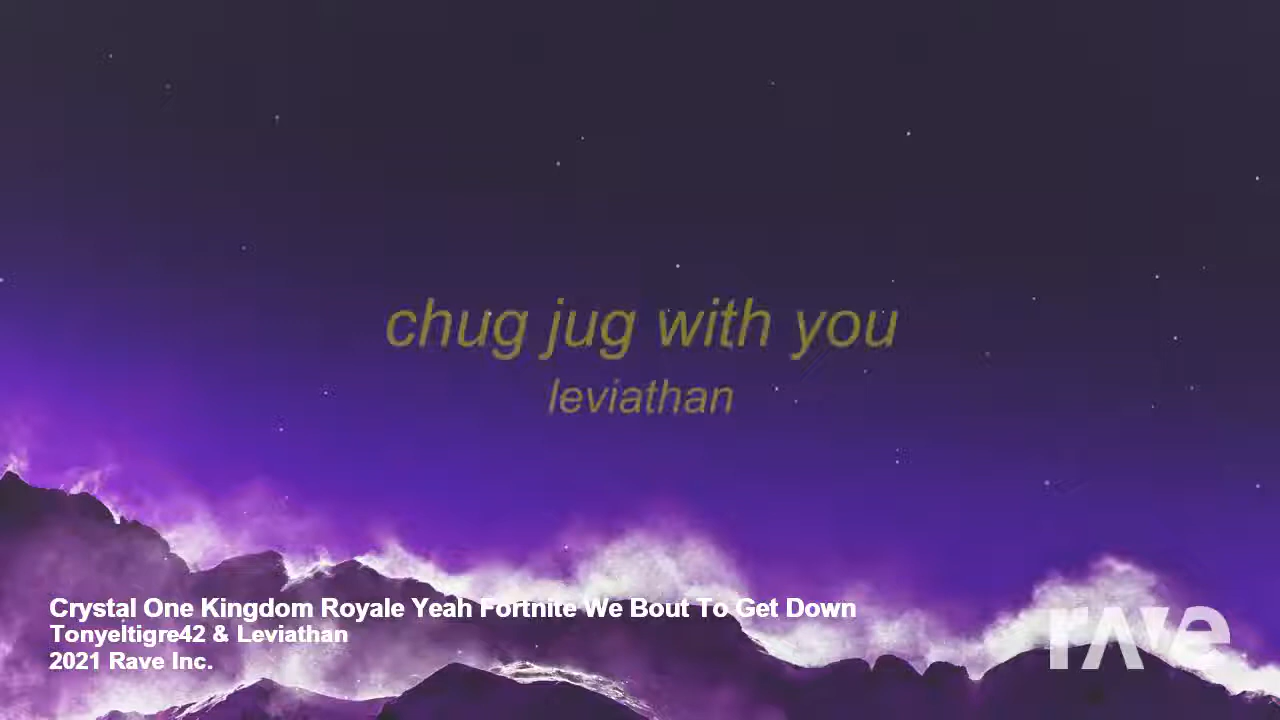 chug jug with you
leviathan
Crystal One Kingdom Royale Yeah Fortnite We Bout To Get Down
Tonyeltigre42 & Leviathan
2021 Rave Inc.
rave